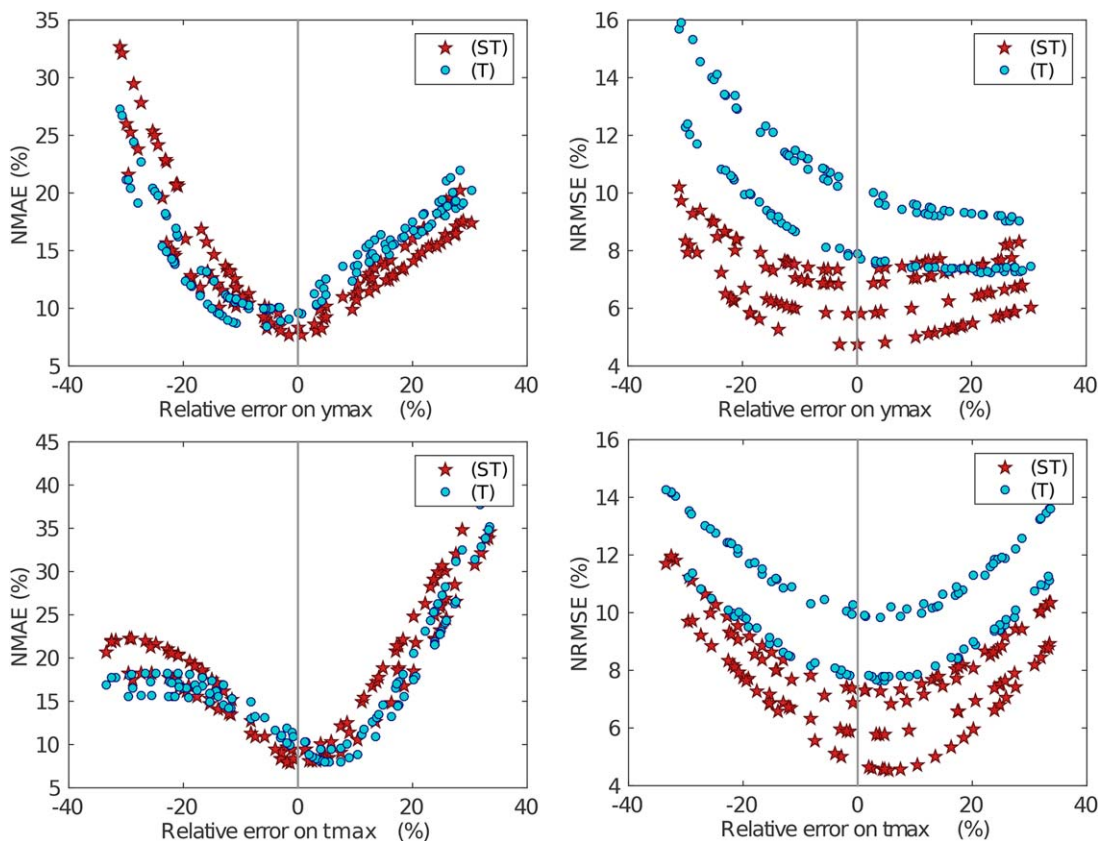 35
30
25
20
15
10
5
NMAE (%)
(ST)
(T)
-40 -20 0 20 40
Relative error on ymax (%)
16
14
12
10
8
6
4
NRMSE (%)
(ST)
(T)
-40 -20 0 20 40
Relative error on ymax (%)
45
40
35
30
25
20
15
10
5
NMAE (%)
(ST)
(T)
-40 -20 0 20 40
Relative error on tmax (%)
16
14
12
10
8
6
4
NRMSE (%)
(ST)
(T)
-40 -20 0 20 40
Relative error on tmax (%)